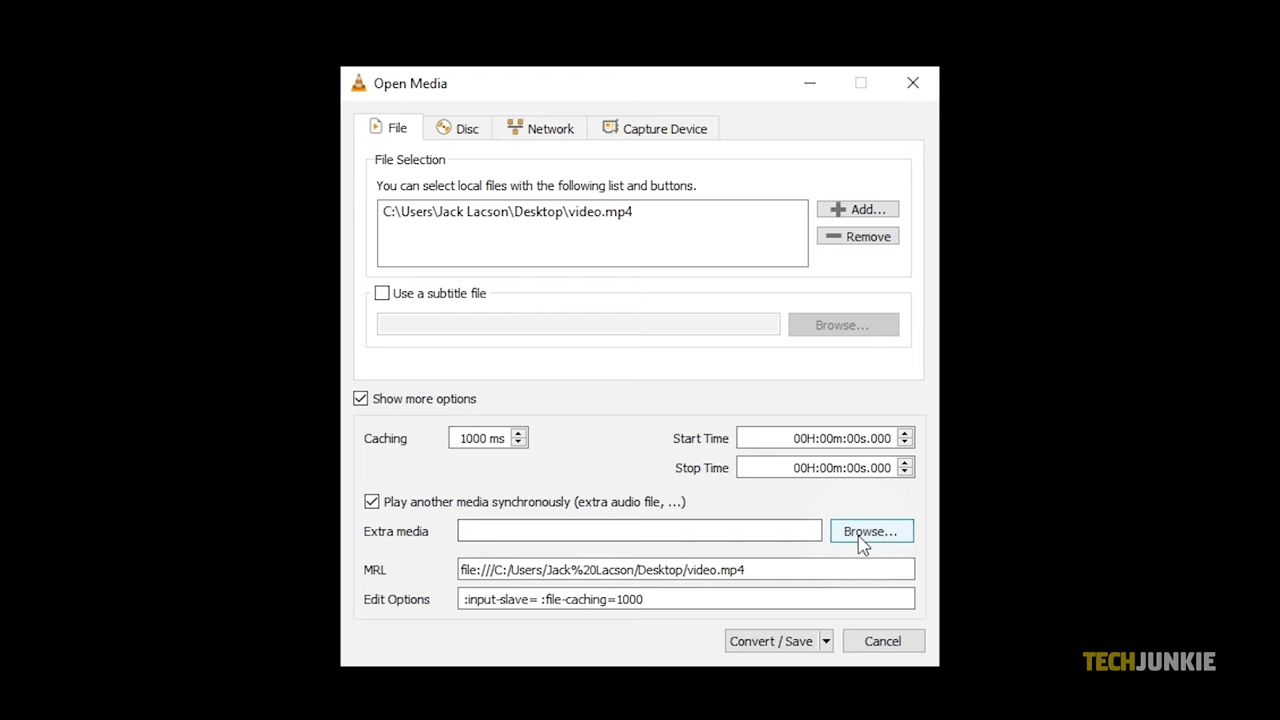 Open Media
File
Disc
Network
Capture Device
File Selection
You can select local files with the following list and buttons.
C:\Users\Jack Lacson\Desktop\video.mp4
Add...
Remove
Use a subtitle file
Browse...
Show more options
Caching
1000 ms
Start Time
00H:00m:00s.000
Stop Time
00H:00m:00s.000
Play another media synchronously (extra audio file, ...)
Extra media
Browse...
MRL
file:///C:/Users/Jack%20Lacson/Desktop/video.mp4
Edit Options
:input-slave= :file-caching=1000
Convert / Save
Cancel
TECHJUNKIE